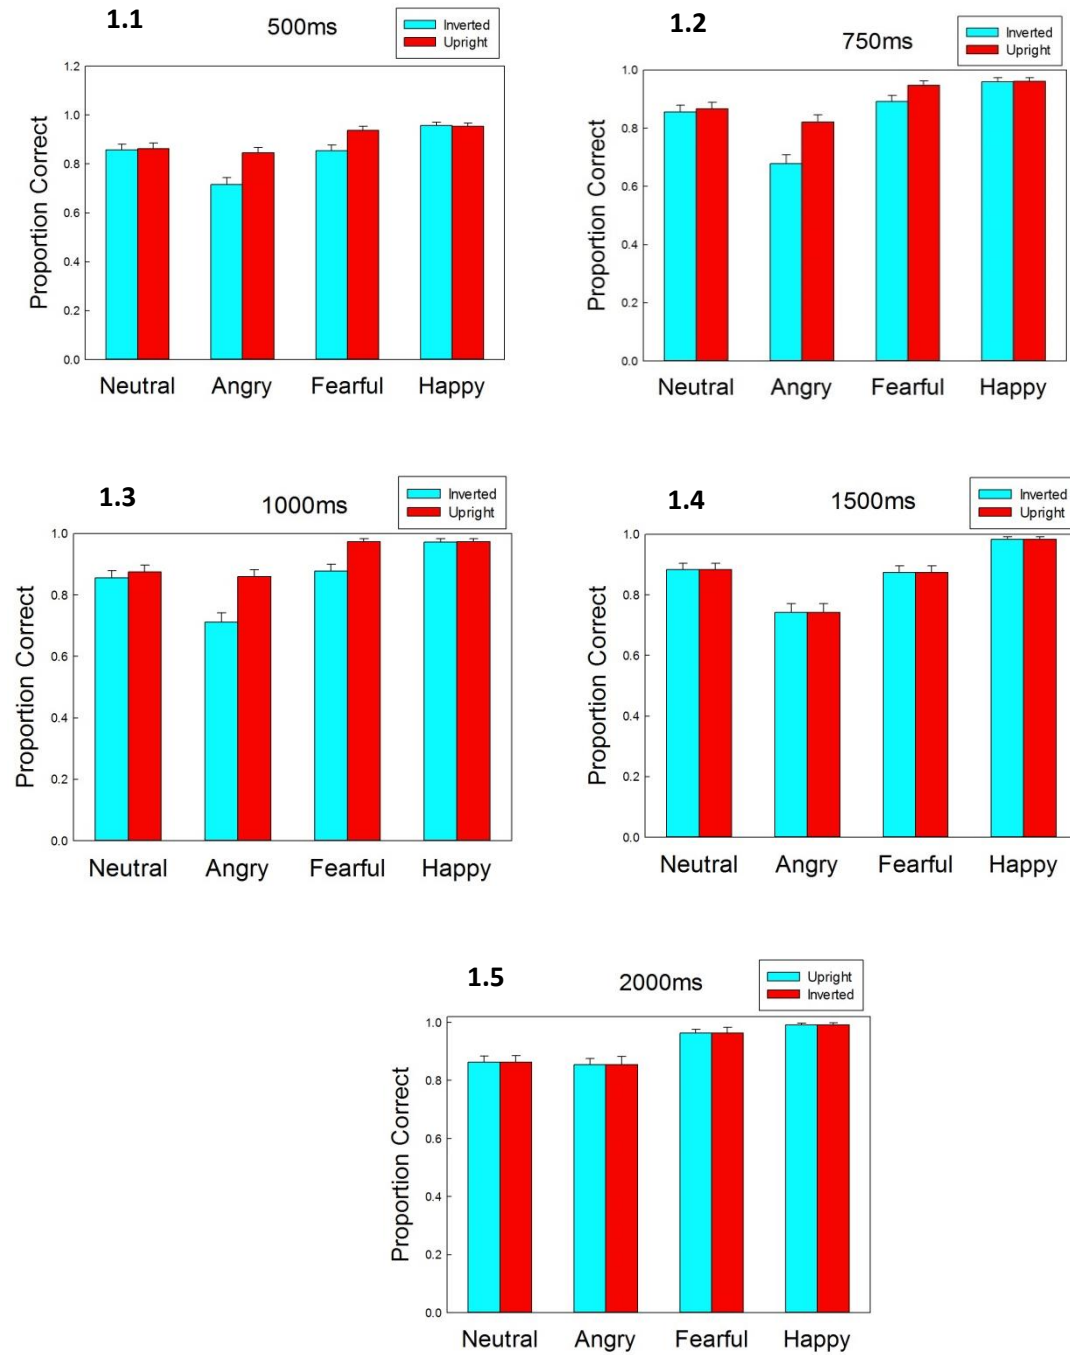 1.1
500ms
Inverted
Upright
1.2
1.0
0.8
0.6
0.4
0.2
0.0
Proportion Correct
Neutral Angry Fearful Happy
1.2
750ms
Inverted
Upright
1.0
0.8
0.6
0.4
0.2
0.0
Proportion Correct
Neutral Angry Fearful Happy
1.3
1000ms
Inverted
Upright
1.0
0.8
0.6
0.4
0.2
0.0
Proportion Correct
Neutral Angry Fearful Happy
1.4
1500ms
Inverted
Upright
1.0
0.8
0.6
0.4
0.2
0.0
Proportion Correct
Neutral Angry Fearful Happy
1.5
2000ms
Upright
Inverted
1.0
0.8
0.6
0.4
0.2
0.0
Proportion Correct
Neutral Angry Fearful Happy